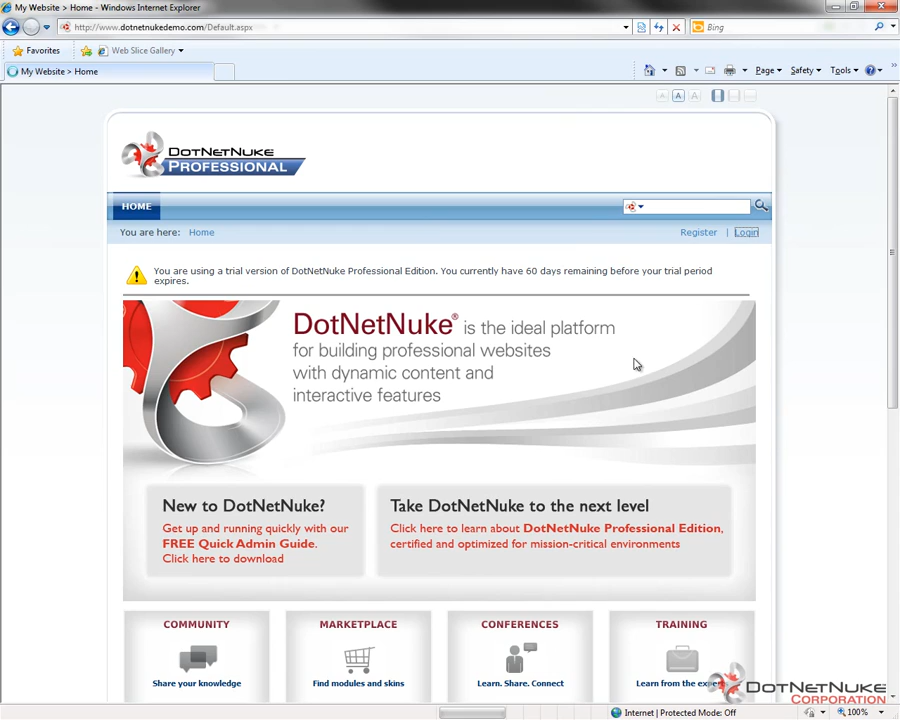 My Website > Home - Windows Internet Explorer
http://www.dotnetnukedemo.com/Default.aspx
Bing
Favorites
Web Slice Gallery
My Website > Home
Page
Safety
Tools
A A A
DOTNETNUKE
PROFESSIONAL
HOME
You are here: Home
Register | Login
You are using a trial version of DotNetNuke Professional Edition. You currently have 60 days remaining before your trial period
expires.
DotNetNuke® is the ideal platform
for building professional websites
with dynamic content and
interactive features
New to DotNetNuke?
Get up and running quickly with our
FREE Quick Admin Guide.
Click here to download
Take DotNetNuke to the next level
Click here to learn about DotNetNuke Professional Edition,
certified and optimized for mission-critical environments
COMMUNITY
Share your knowledge
MARKETPLACE
Find modules and skins
CONFERENCES
Learn. Share. Connect
TRAINING
Learn from the
DOTNETNUKE
CORPORATION
Internet | Protected Mode: Off
100%